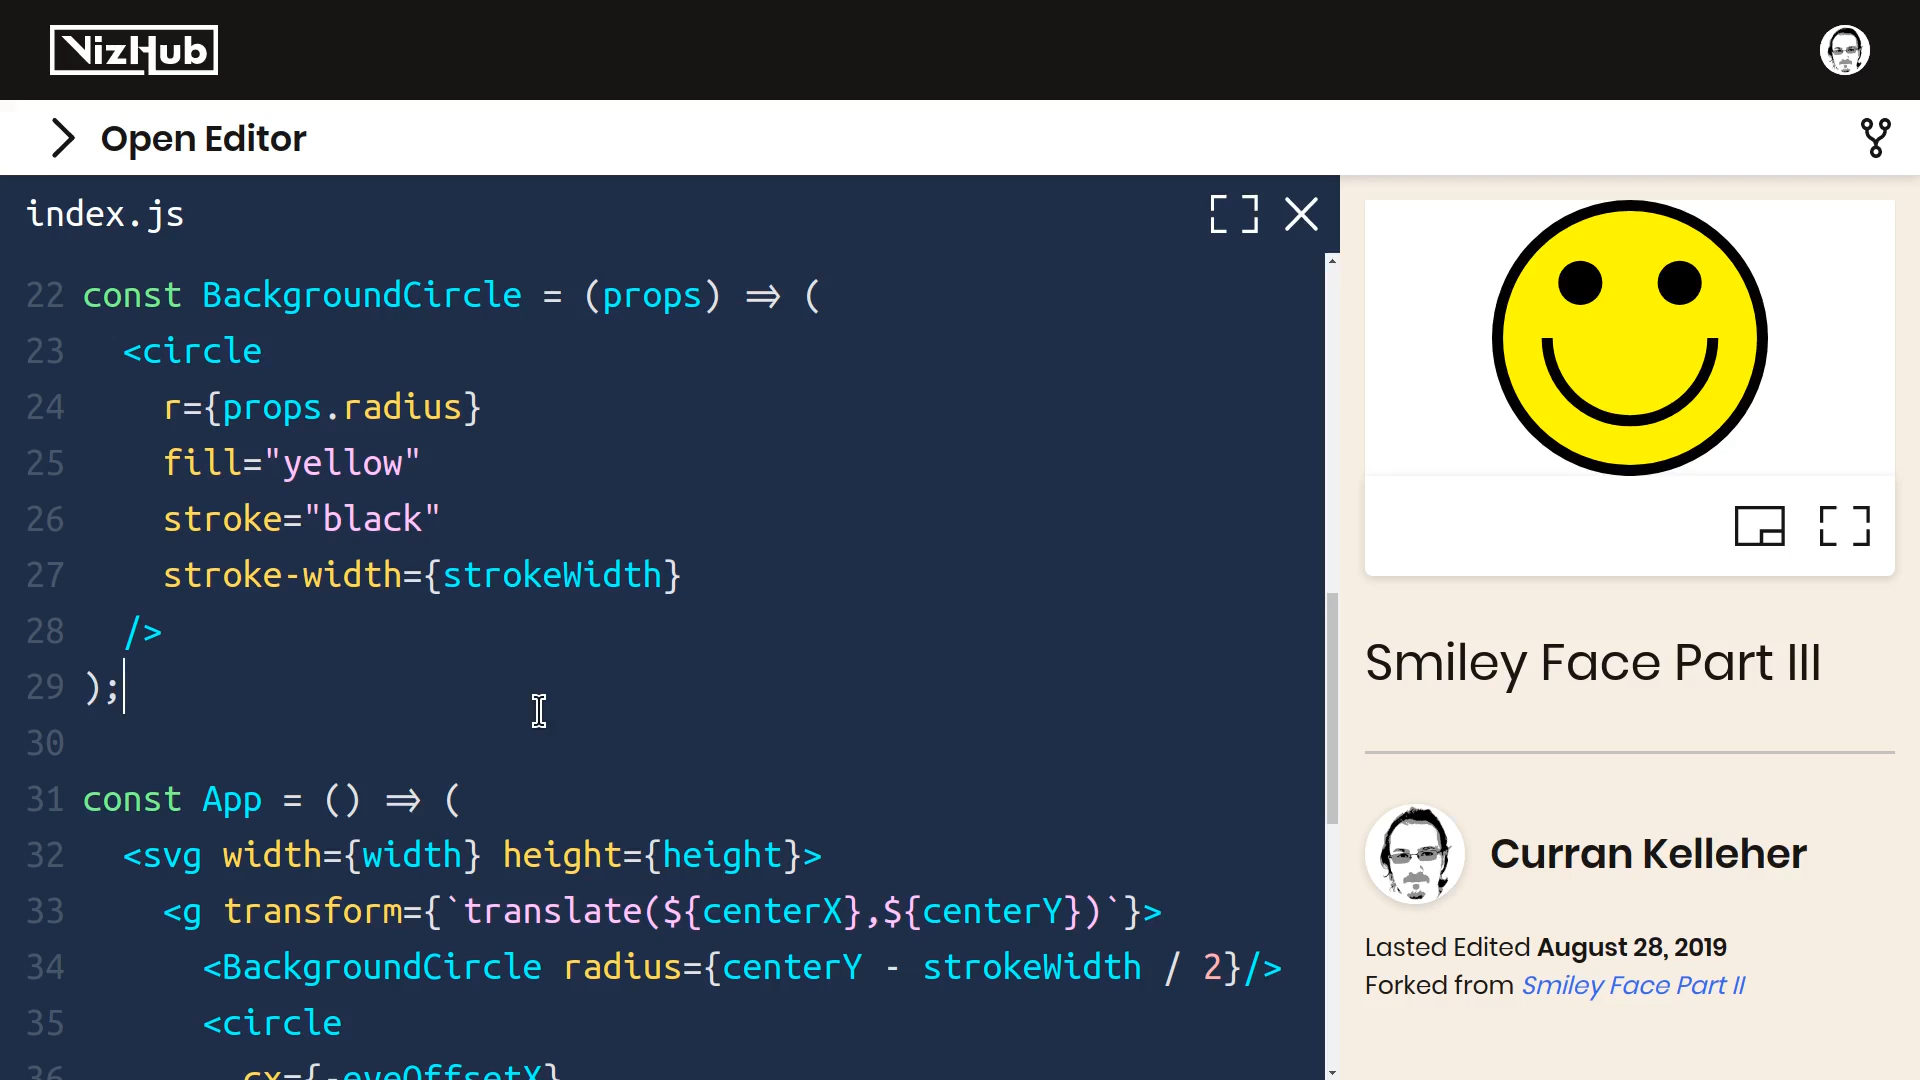 VizHub
Open Editor
index.js
22 const BackgroundCircle = (props) => (
23 <circle
24 r={props.radius}
25 fill="yellow"
26 stroke="black"
27 stroke-width={strokeWidth}
28 />
29 );
30
31 const App = () => (
32 <svg width={width} height={height}>
33 <g transform={`translate(${centerX},${centerY})`}>
34 <BackgroundCircle radius={centerY - strokeWidth / 2}/>
35 <circle
36 cx={-eyeOffsetX}
Smiley Face Part III
Curran Kelleher
Lasted Edited August 28, 2019
Forked from Smiley Face Part II